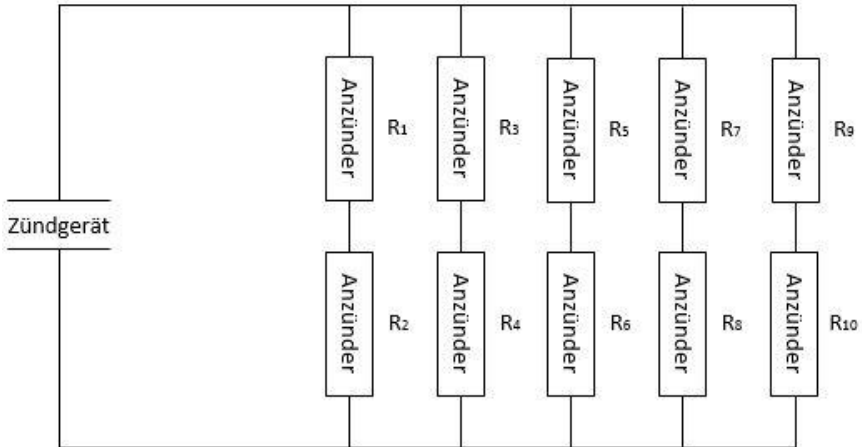 Anzünder R₁ Anzünder R₃ Anzünder R₅ Anzünder R₇ Anzünder R₉
Zündgerät
Anzünder R₂ Anzünder R₄ Anzünder R₆ Anzünder R₈ Anzünder R₁₀